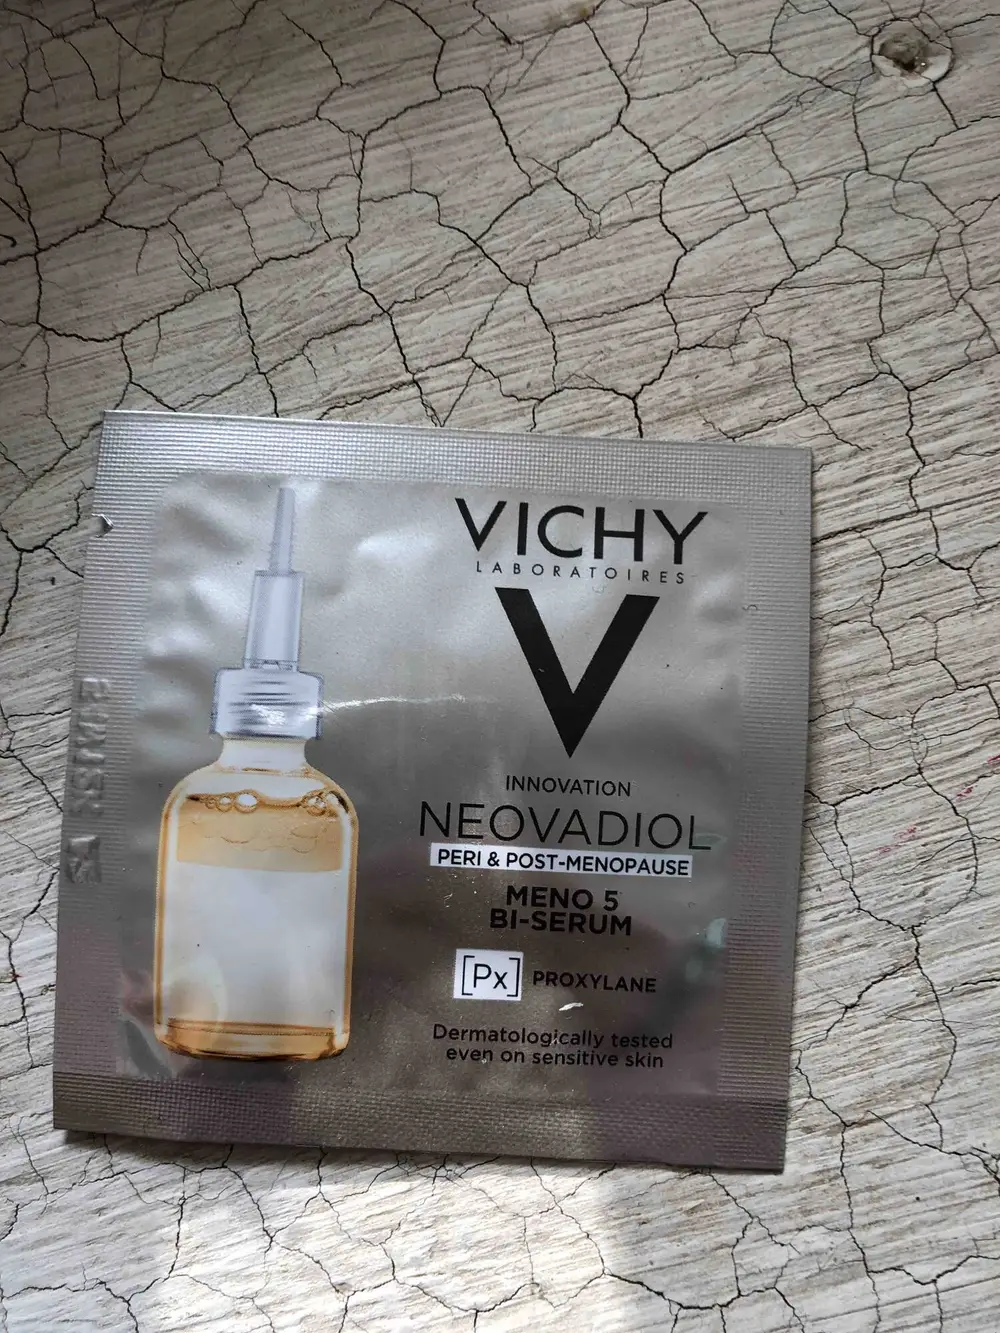 VICHY
LABORATOIRES
V
INNOVATION
NEOVADIOL
PERI & POST-MENOPAUSE
MENO 5
BI-SERUM
[Px] PROXYLANE
Dermatologically tested
even on sensitive skin